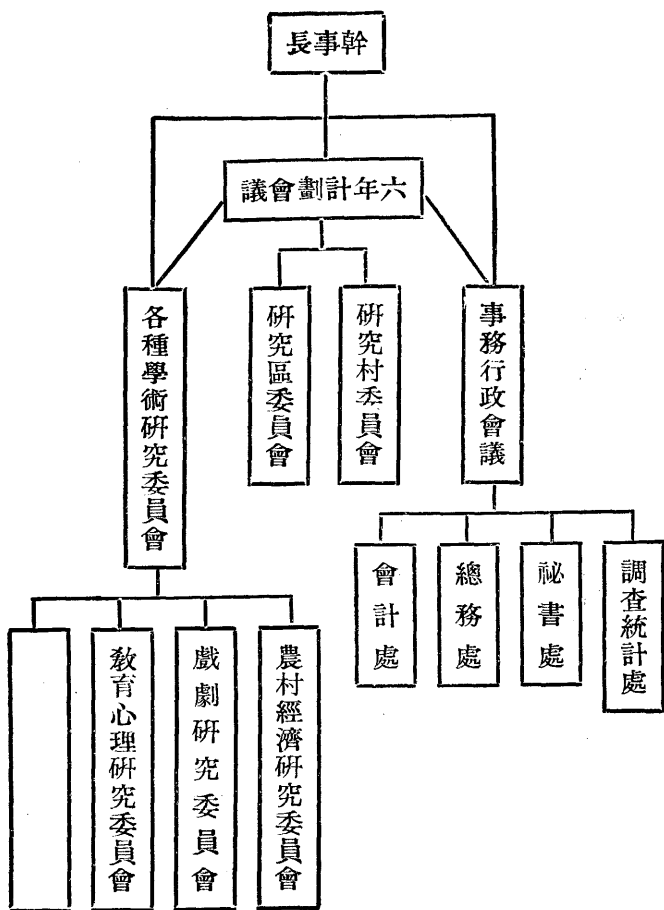 幹事長
六年計劃會議
事務行政會議
研究村委員會
研究區委員會
各種學術研究委員會
調查統計處
祕書處
總務處
會計處
農村經濟研究委員會
戲劇研究委員會
教育心理研究委員會